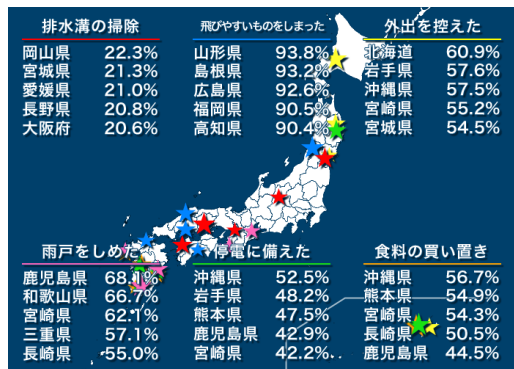 排水溝の掃除
岡山県 22.3%
宮城県 21.3%
愛媛県 21.0%
長野県 20.8%
大阪府 20.6%
飛びやすいものをしまった
山形県 93.8%
島根県 93.2%
広島県 92.6%
福岡県 90.5%
高知県 90.4%
外出を控えた
北海道 60.9%
岩手県 57.6%
沖縄県 57.5%
宮崎県 55.2%
宮城県 54.5%
雨戸をしめた
鹿児島県 68.1%
和歌山県 66.7%
宮崎県 62.1%
三重県 57.1%
長崎県 55.0%
停電に備えた
沖縄県 52.5%
岩手県 48.2%
熊本県 47.5%
鹿児島県 42.9%
宮崎県 42.2%
食料の買い置き
沖縄県 56.7%
熊本県 54.9%
宮崎県 54.3%
長崎県 50.5%
鹿児島県 44.5%